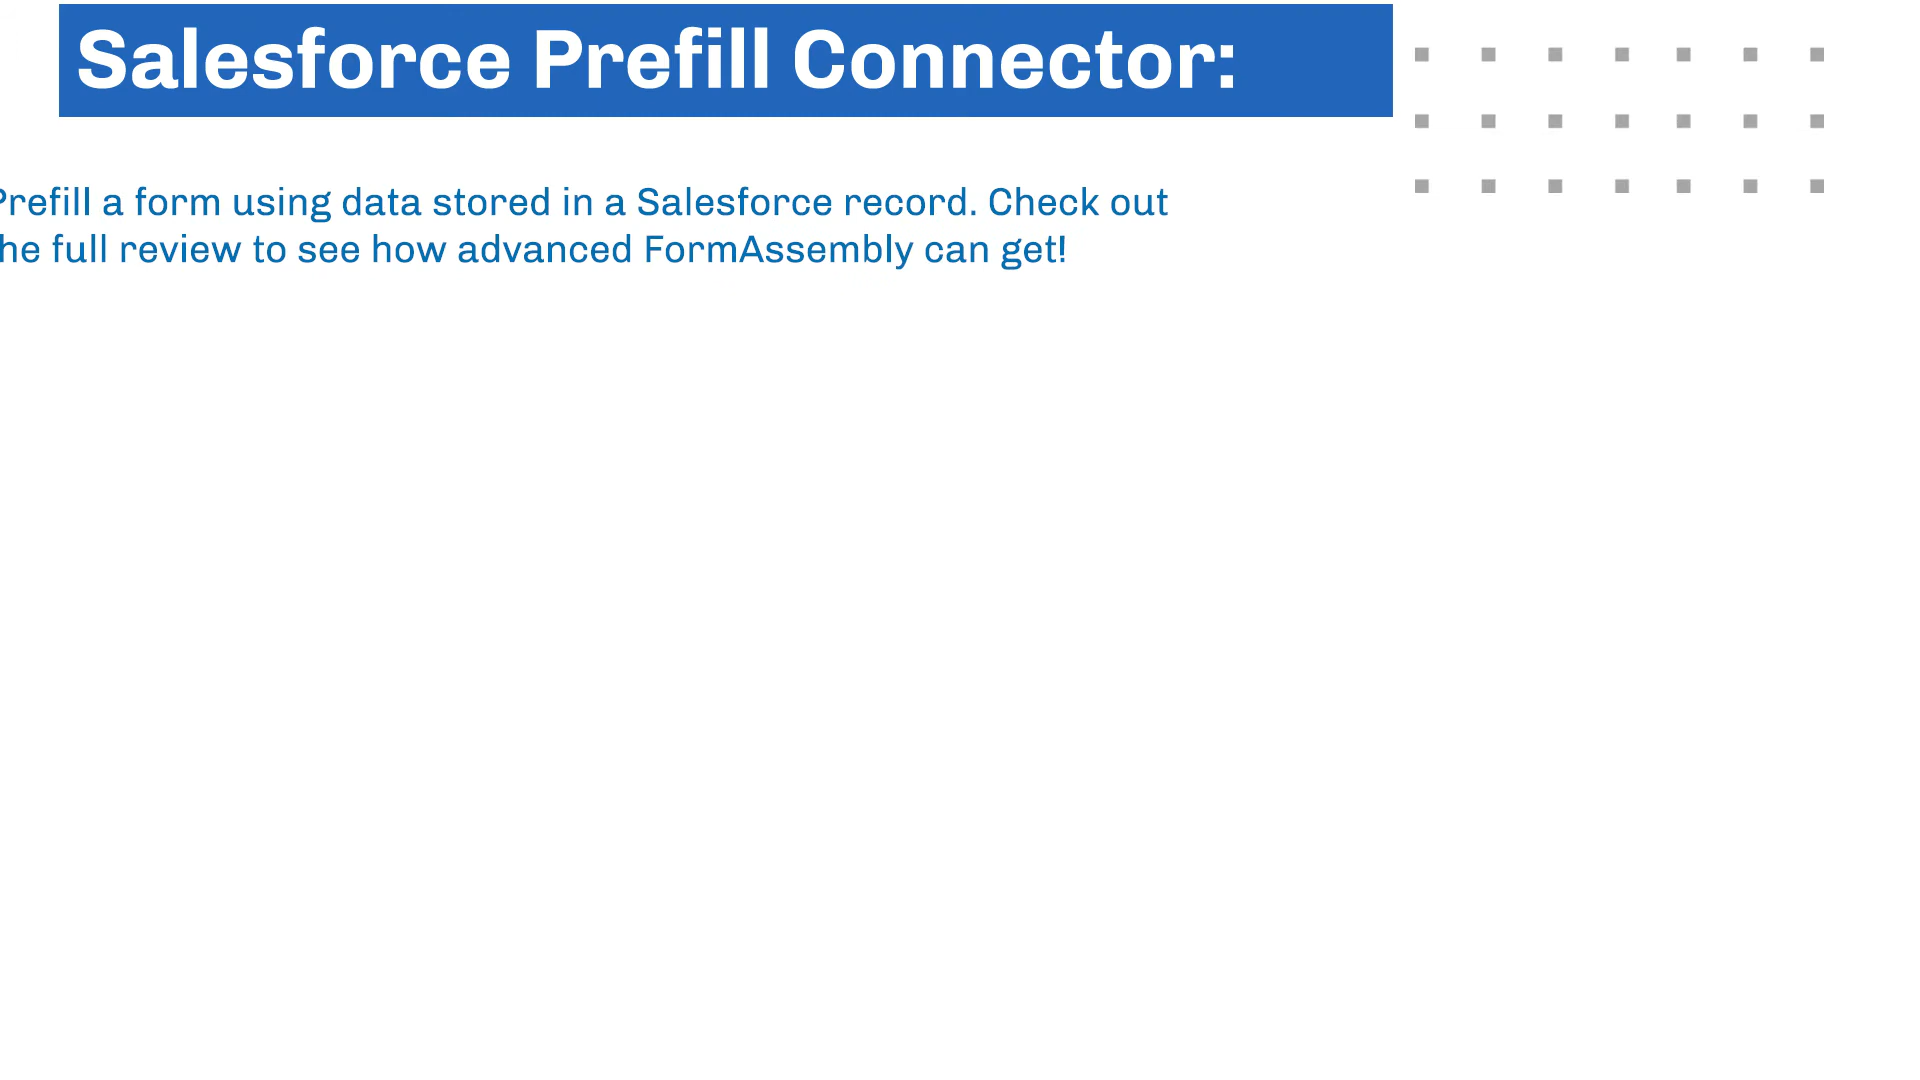 Salesforce Prefill Connector:
Prefill a form using data stored in a Salesforce record. Check out
he full review to see how advanced FormAssembly can get!